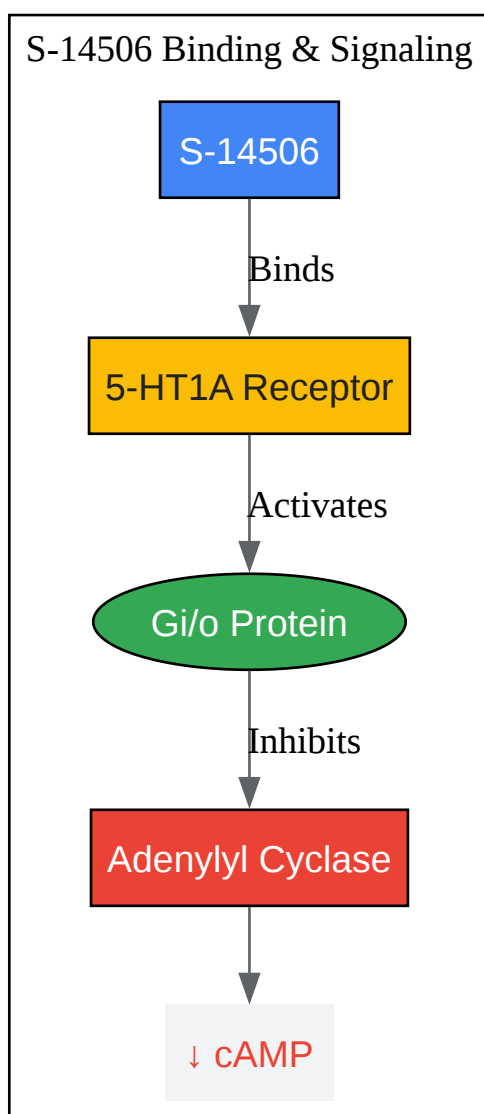 S-14506 Binding & Signaling
S-14506
Binds
5-HT1A Receptor
Activates
Gi/o Protein
Inhibits
Adenylyl Cyclase
↓ cAMP